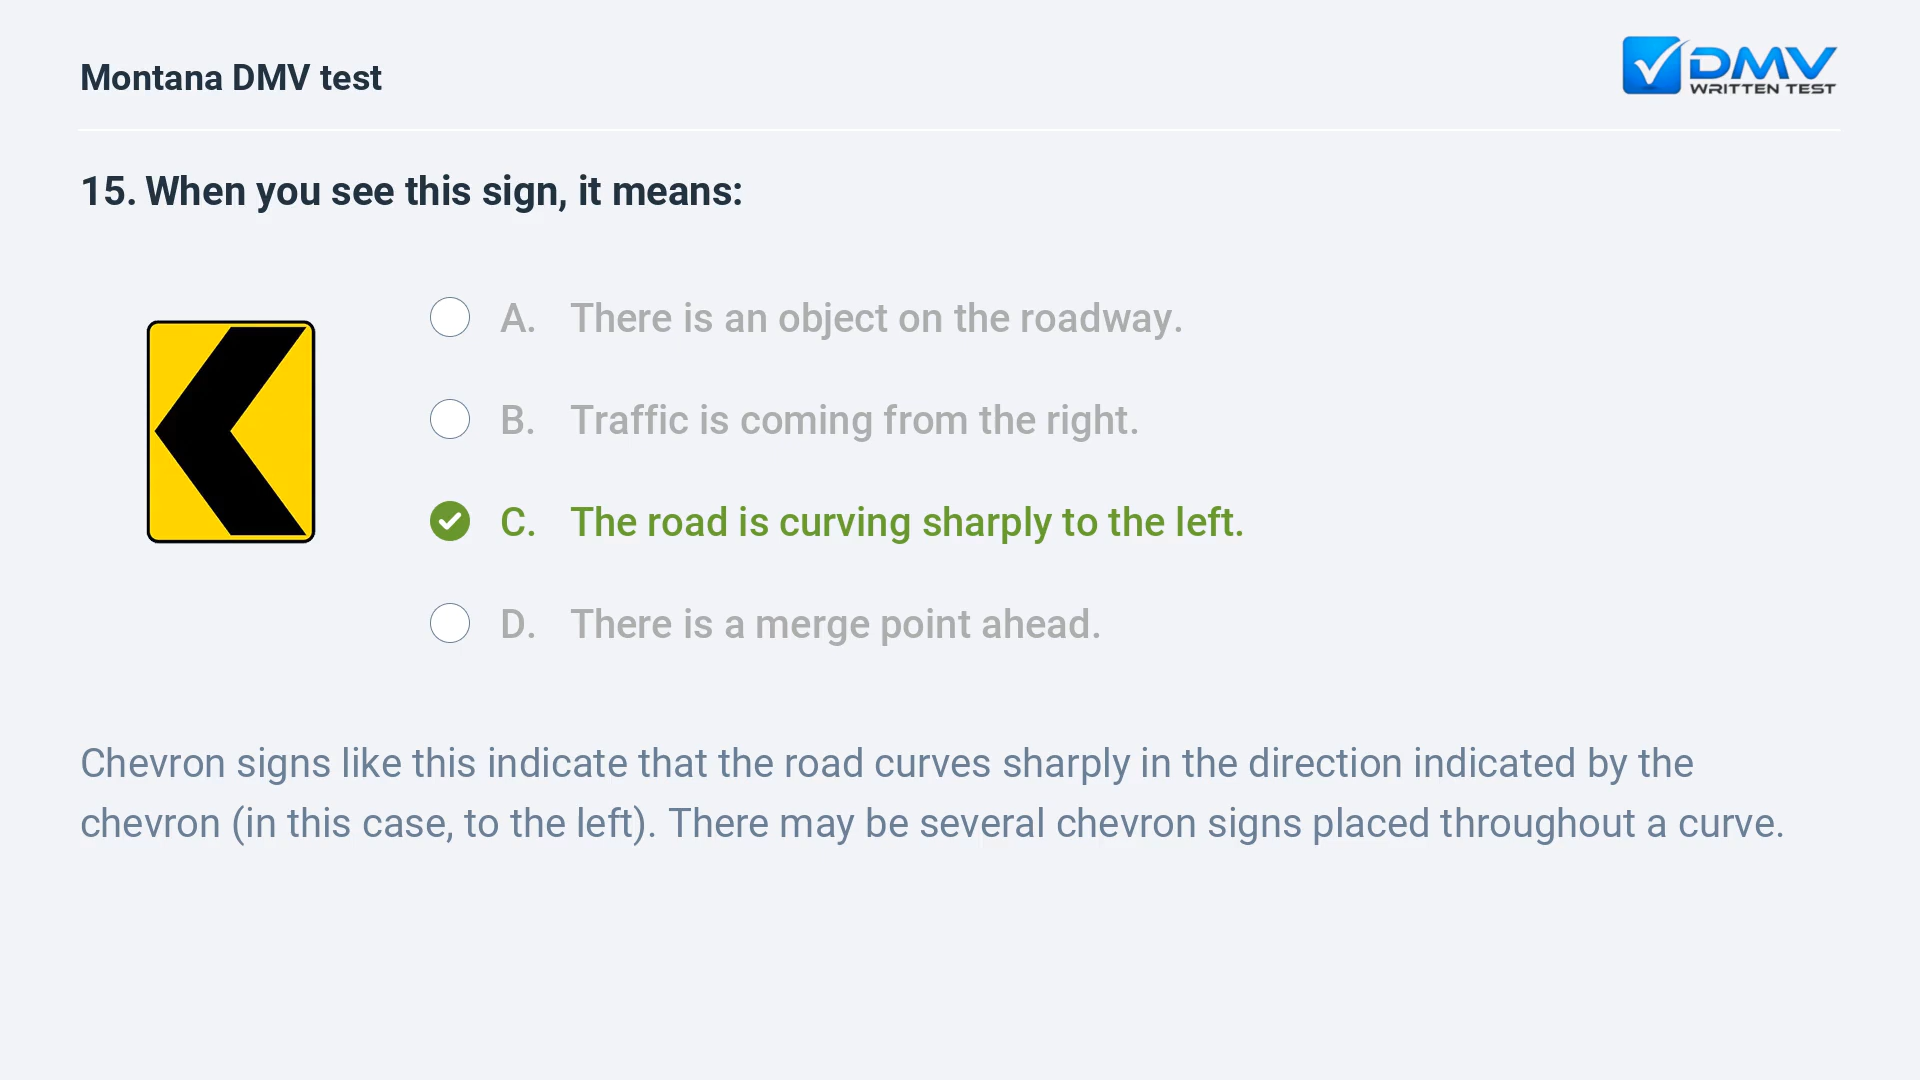 Montana DMV test
DMV
WRITTEN TEST
15. When you see this sign, it means:
A. There is an object on the roadway.
B. Traffic is coming from the right.
C. The road is curving sharply to the left.
D. There is a merge point ahead.
Chevron signs like this indicate that the road curves sharply in the direction indicated by the
chevron (in this case, to the left). There may be several chevron signs placed throughout a curve.